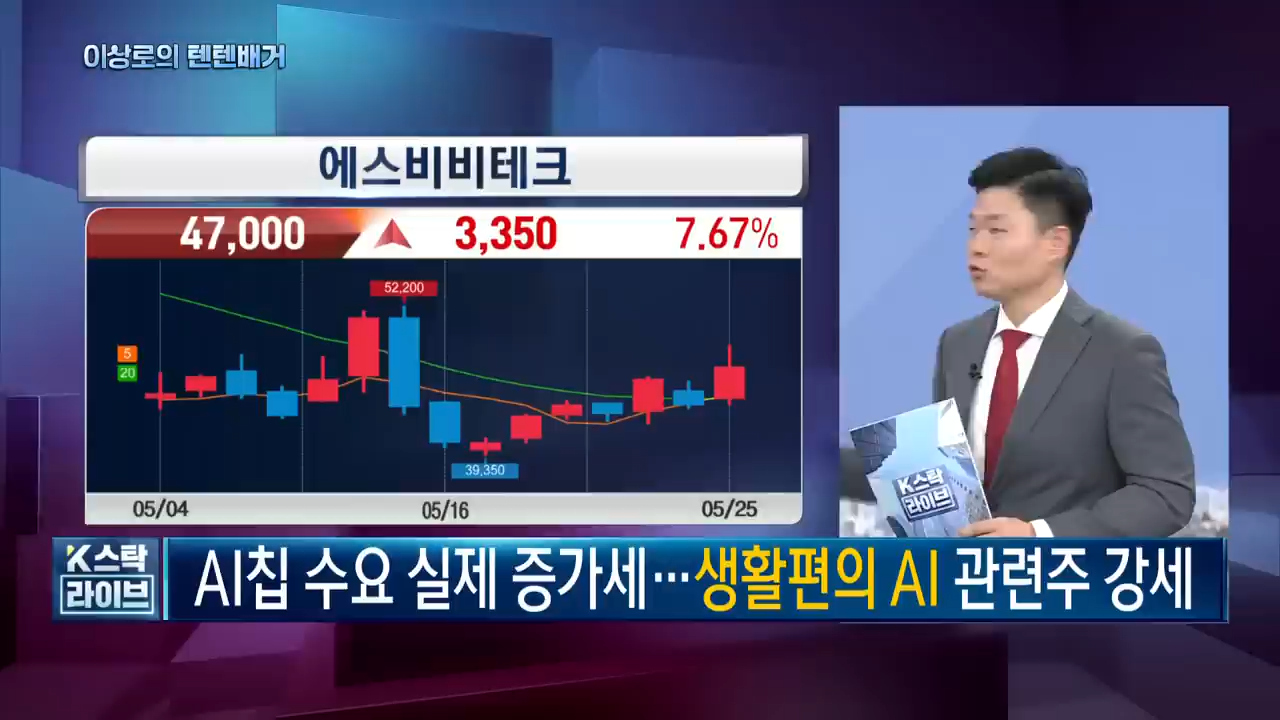 이상로의 텐텐배거
에스비비테크
47,000 ▲ 3,350 7.67%
52,200
5
20
39,350
05/04 05/16 05/25
K스탁
라이브
K스탁
라이브
AI칩 수요 실제 증가세…생활편의 AI 관련주 강세